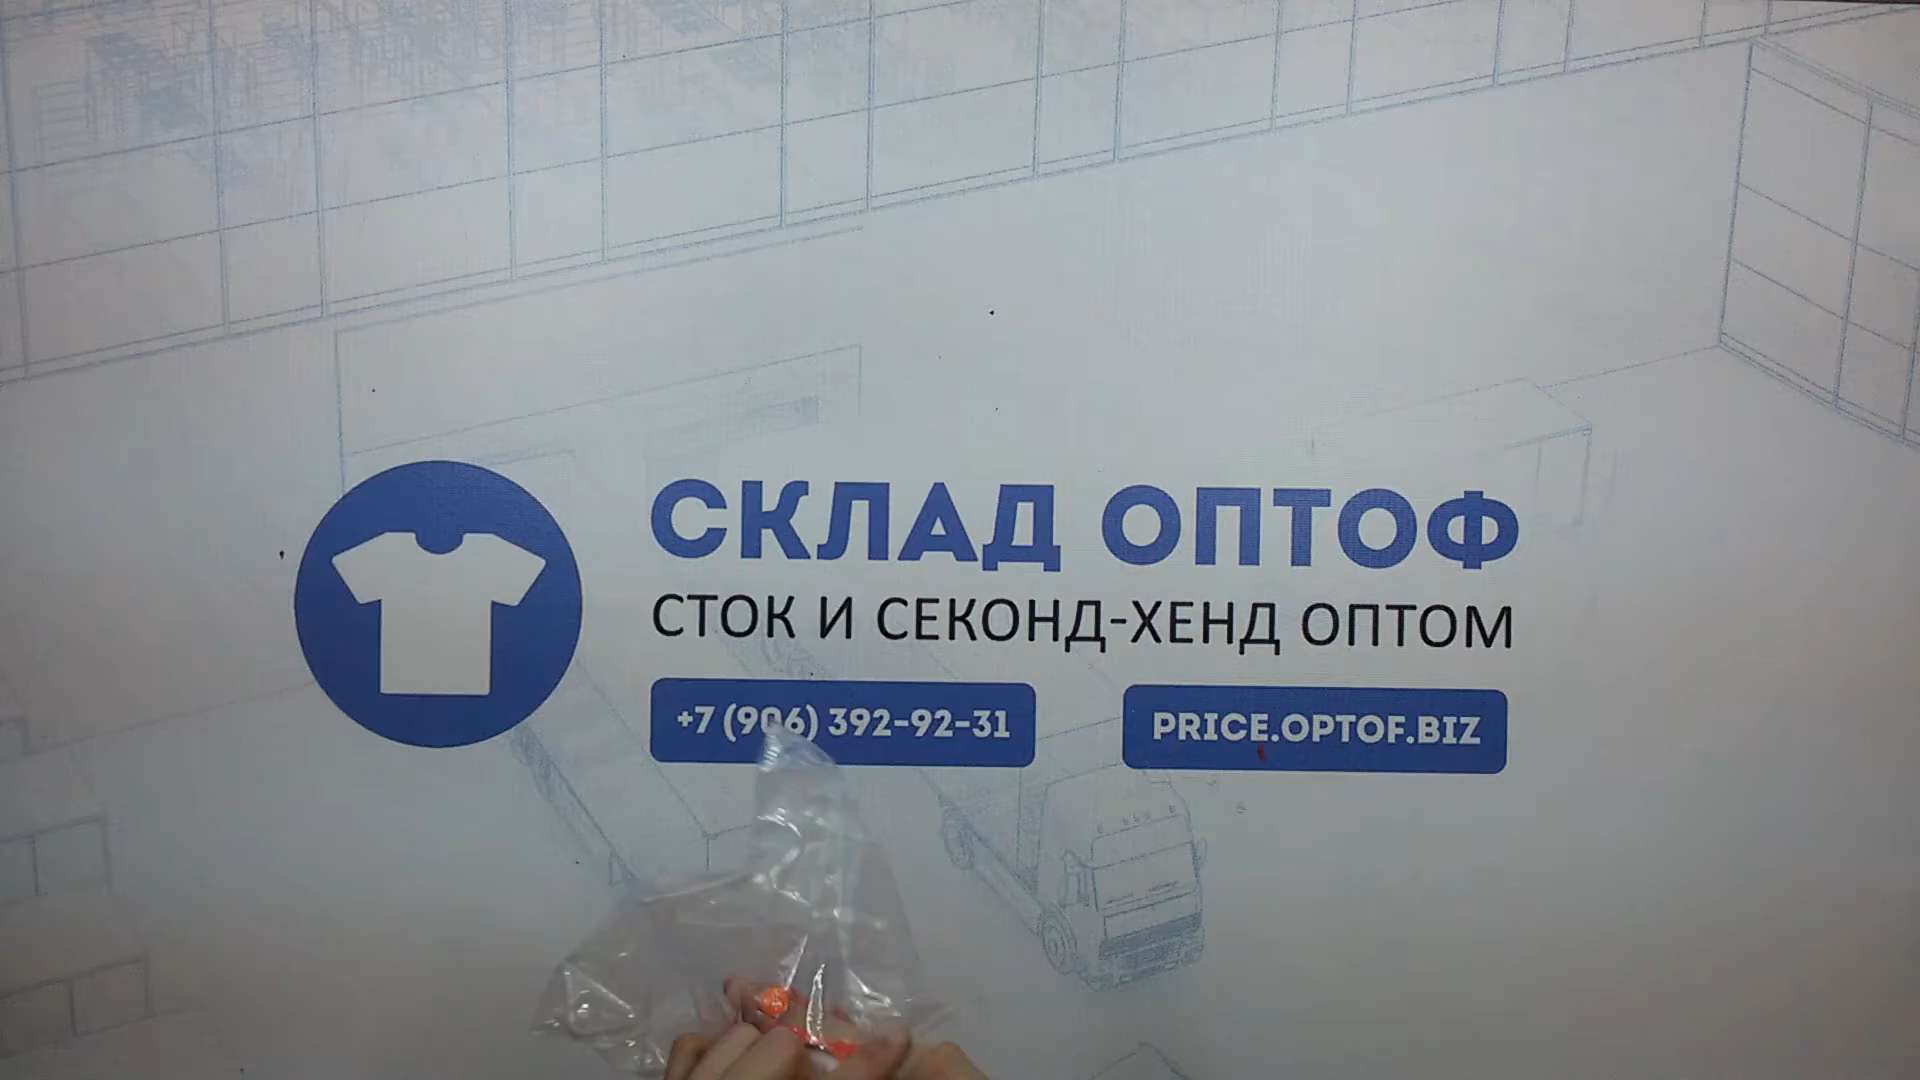 СКЛАД ОПТОФ
СТОК И СЕКОНД-ХЕНД ОПТОМ
+7 (906) 392-92-31
PRICE.OPTOF.BIZ